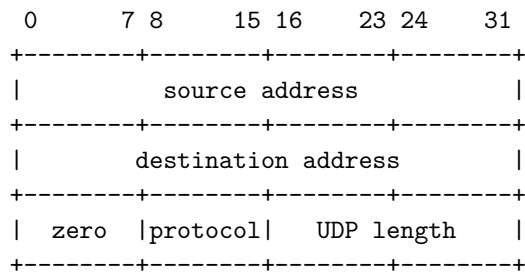 0      7 8     15 16    23 24    31
+--------+--------+--------+--------+
|          source address           |
+--------+--------+--------+--------+
|        destination address        |
+--------+--------+--------+--------+
|  zero  |protocol|   UDP length    |
+--------+--------+--------+--------+